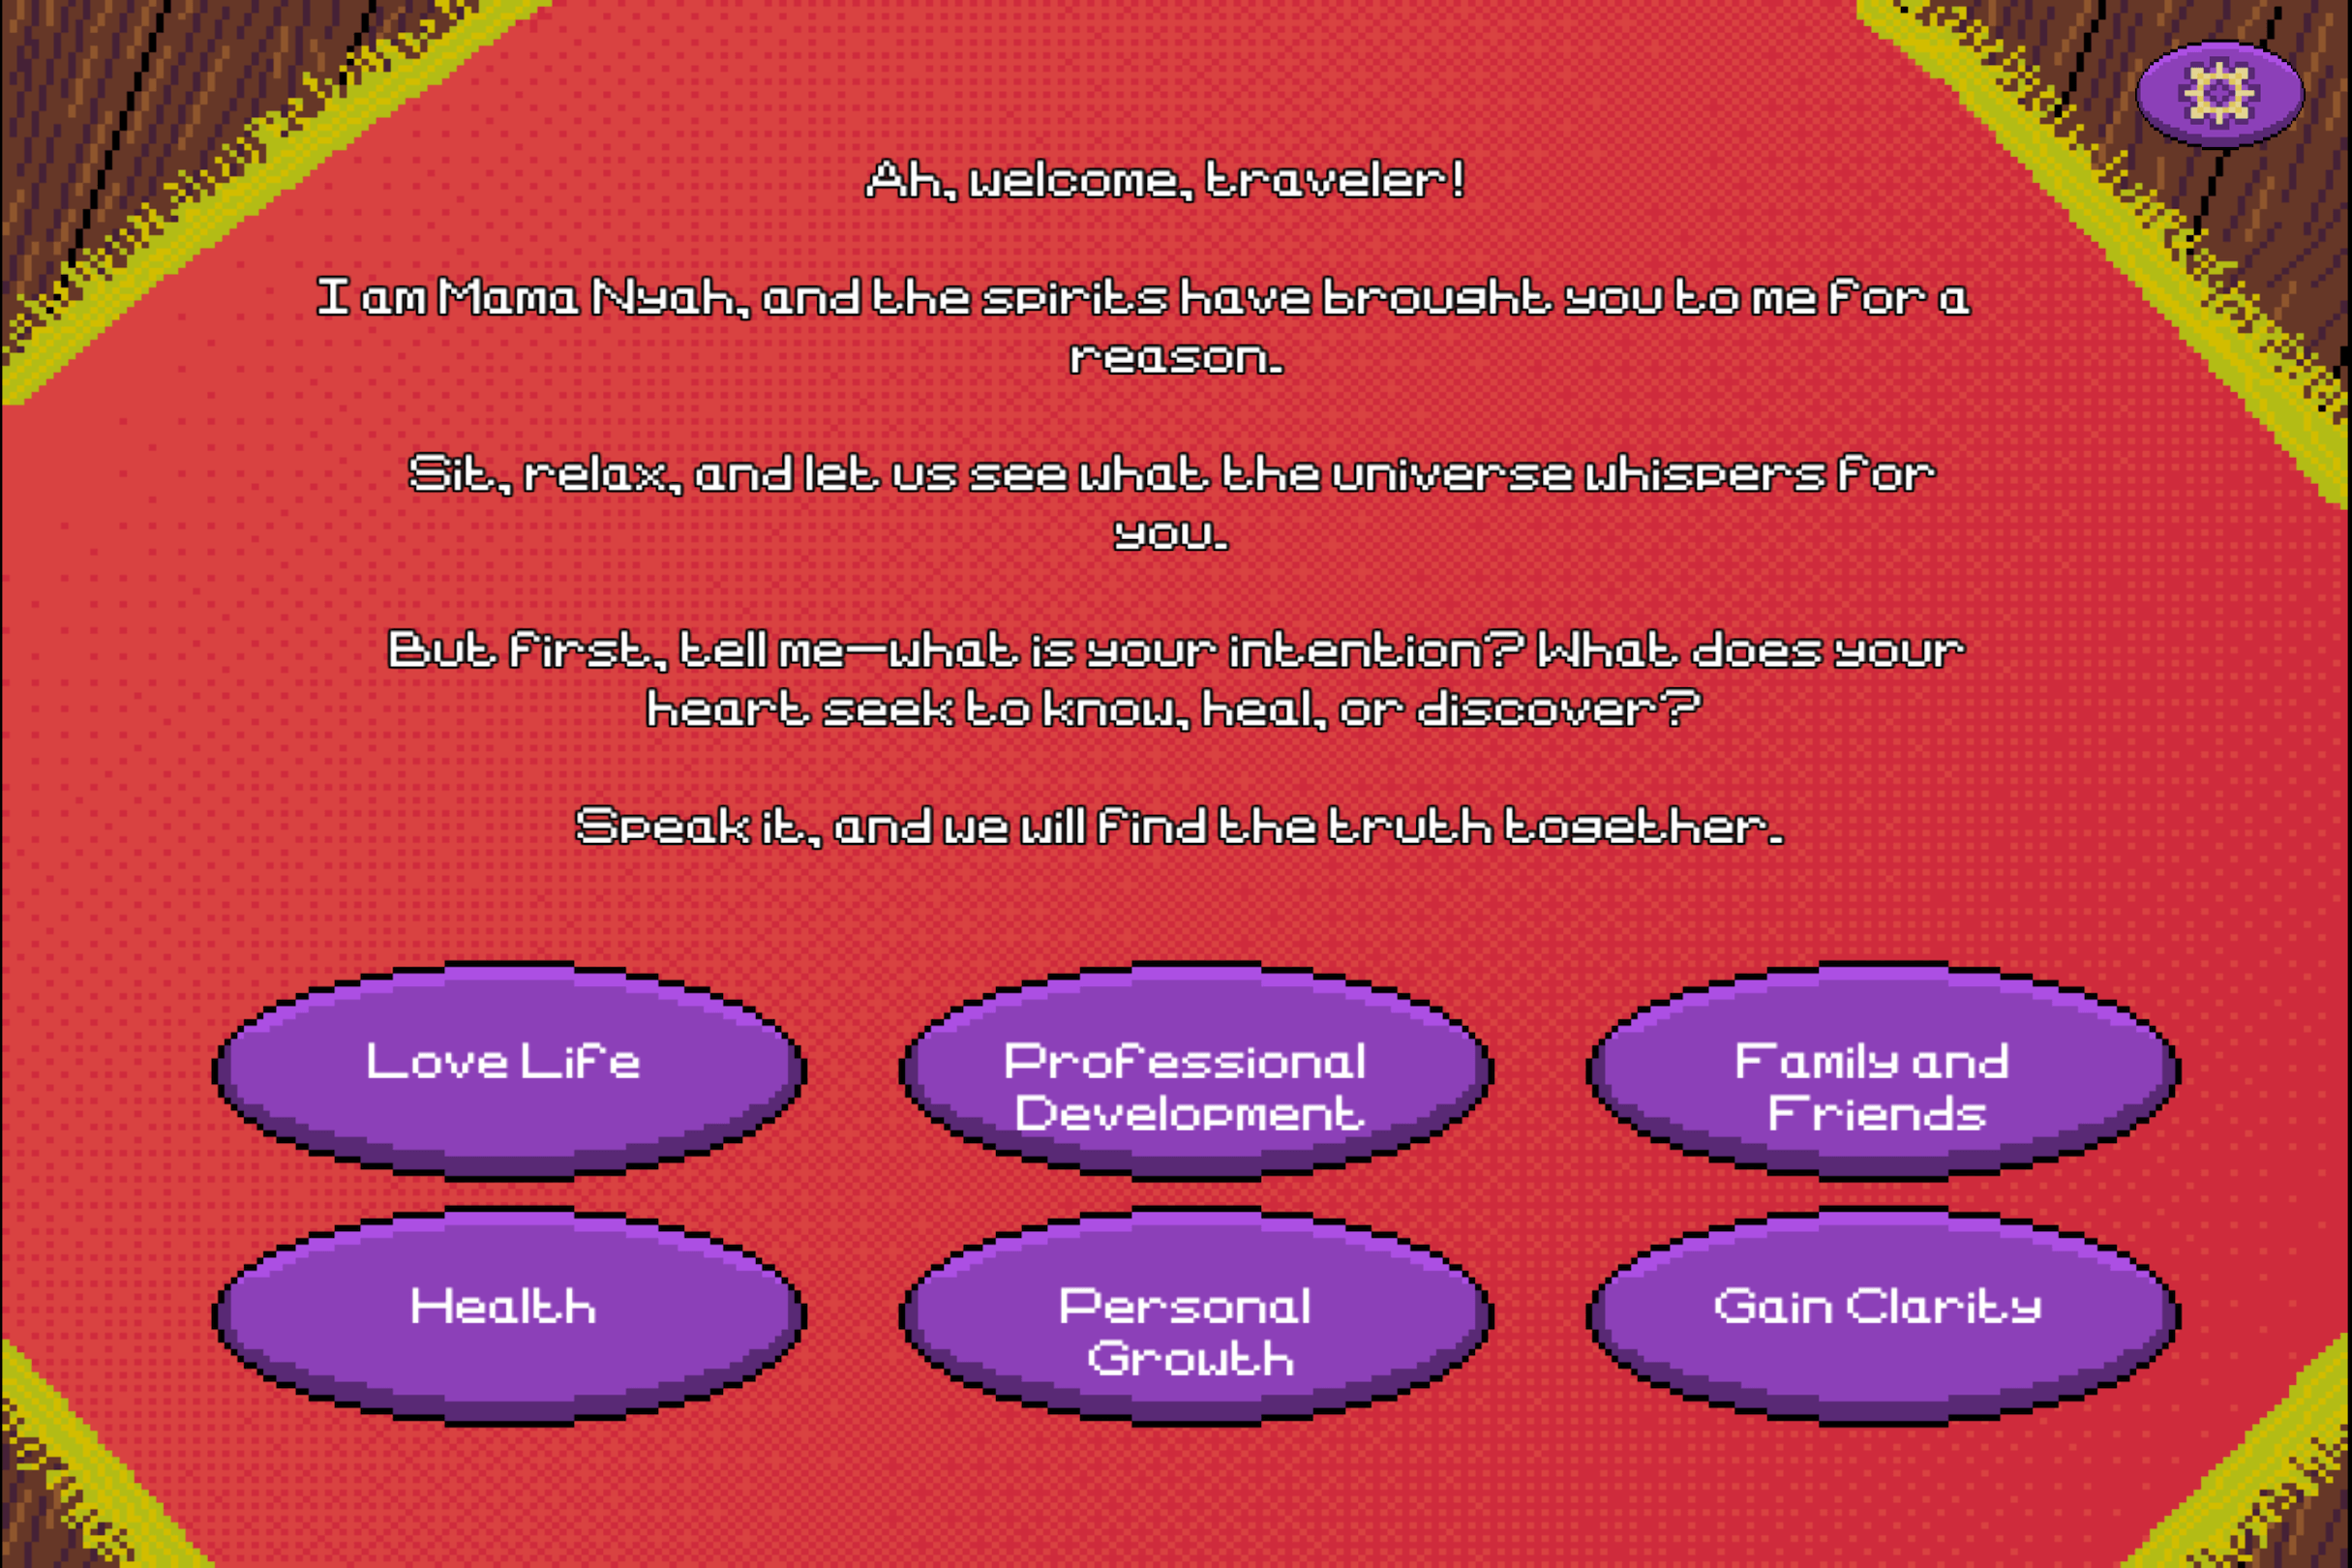 Ah, welcome, traveler!
I am Mama Nyah, and the spirits have brought you to me for a
reason.
Sit, relax, and let us see what the universe whispers for
you.
But first, tell me—what is your intention? What does your
heart seek to know, heal, or discover?
Speak it, and we will find the truth together.
Love Life
Professional
Development
Family and
Friends
Health
Personal
Growth
Gain Clarity